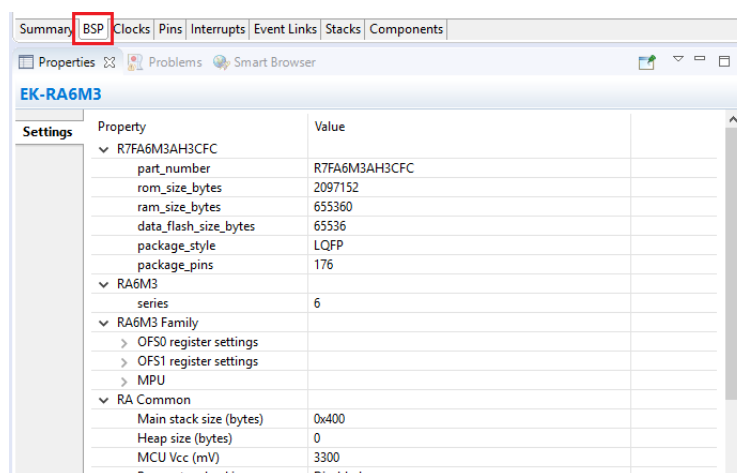 Summary BSP Clocks Pins Interrupts Event Links Stacks Components
Properties Problems Smart Browser
EK-RA6M3
Settings
Property Value
R7FA6M3AH3CFC
part_number R7FA6M3AH3CFC
rom_size_bytes 2097152
ram_size_bytes 655360
data_flash_size_bytes 65536
package_style LQFP
package_pins 176
RA6M3
series 6
RA6M3 Family
OFS0 register settings
OFS1 register settings
MPU
RA Common
Main stack size (bytes) 0x400
Heap size (bytes) 0
MCU Vcc (mV) 3300